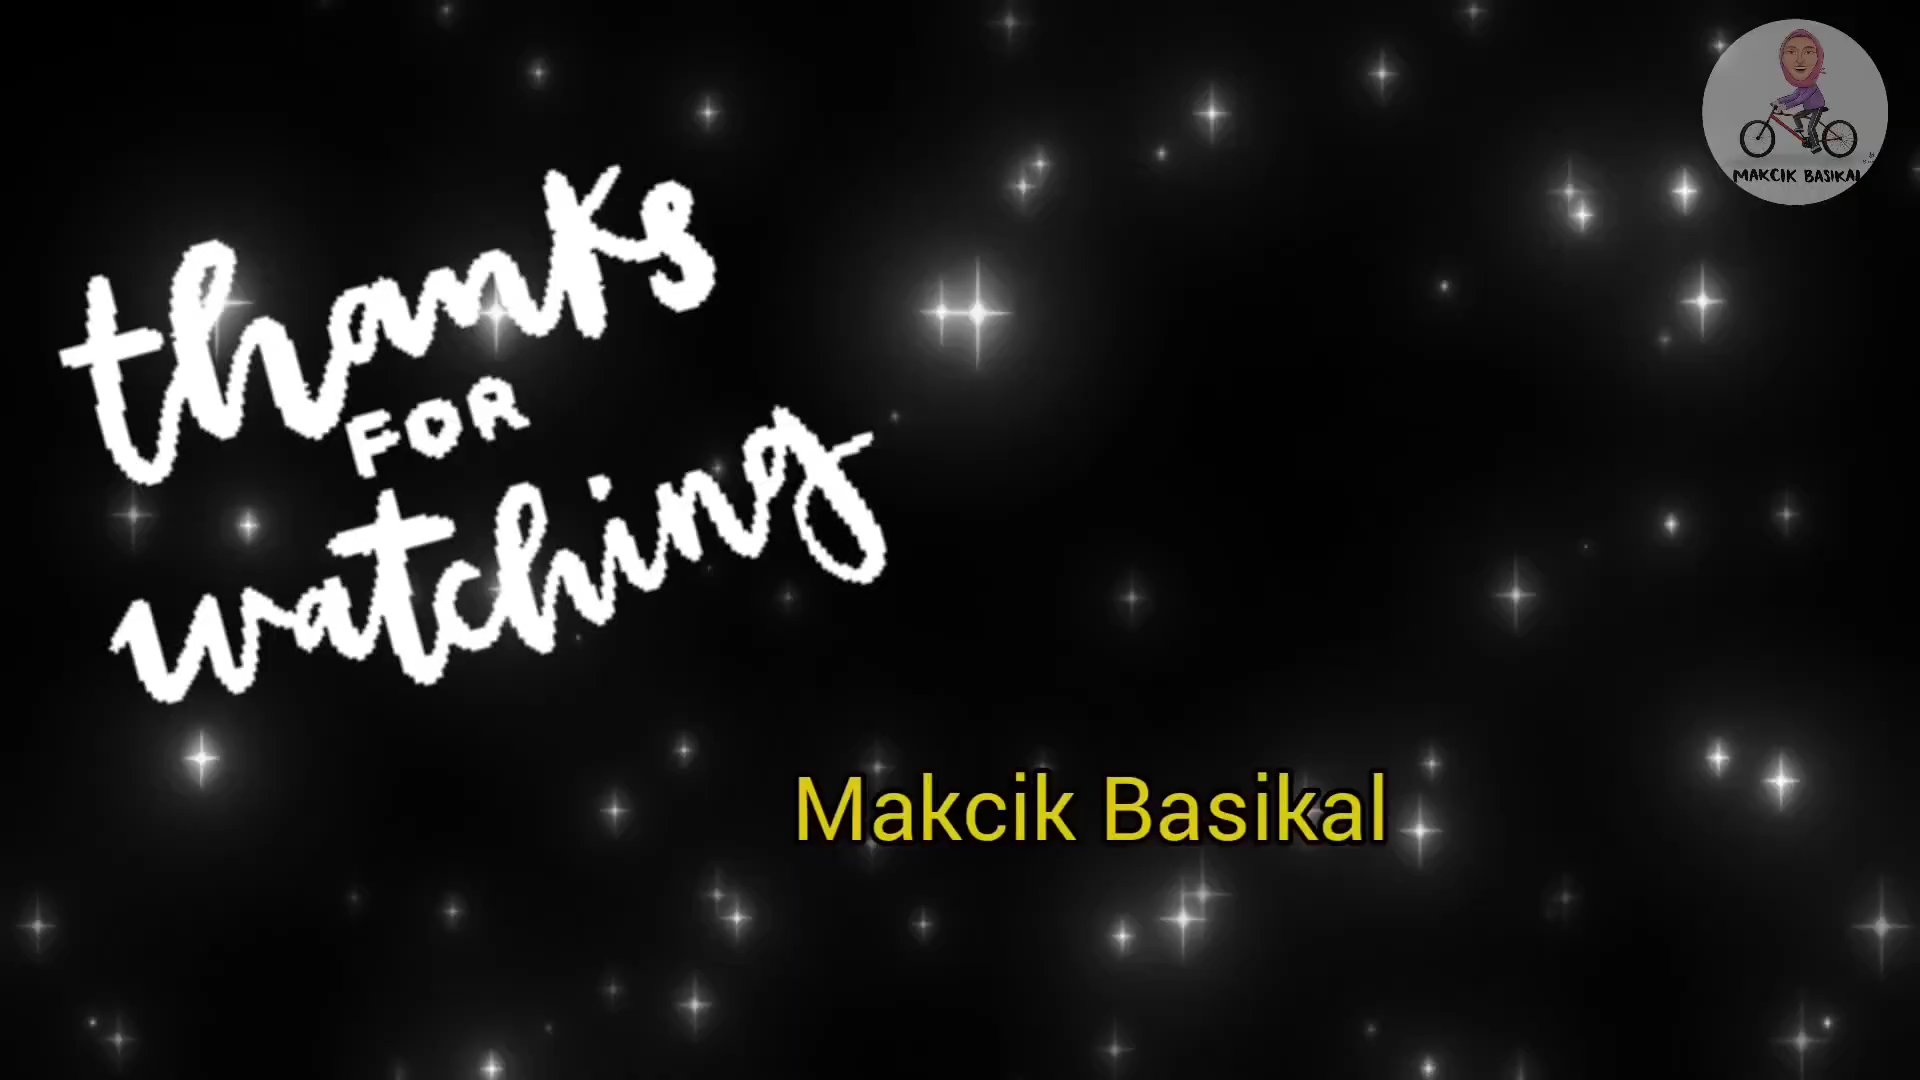 MAKCIK BASIKAL
thanks
FOR
watching
Makcik Basikal